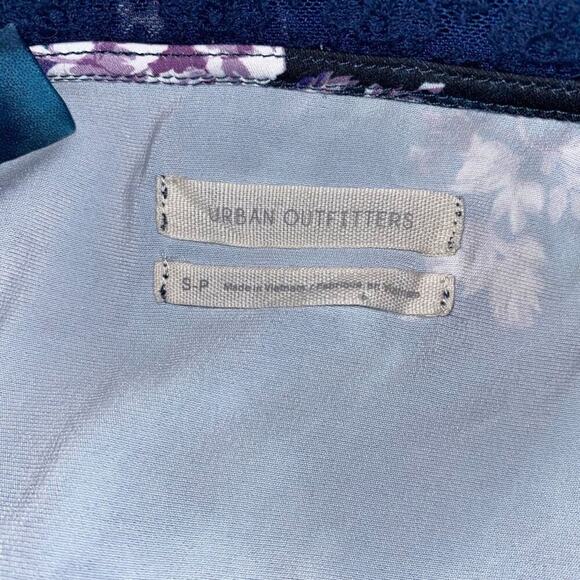 URBAN OUTFITTERS
S-P Made in Vietnam / Fabriqué au Vietnam